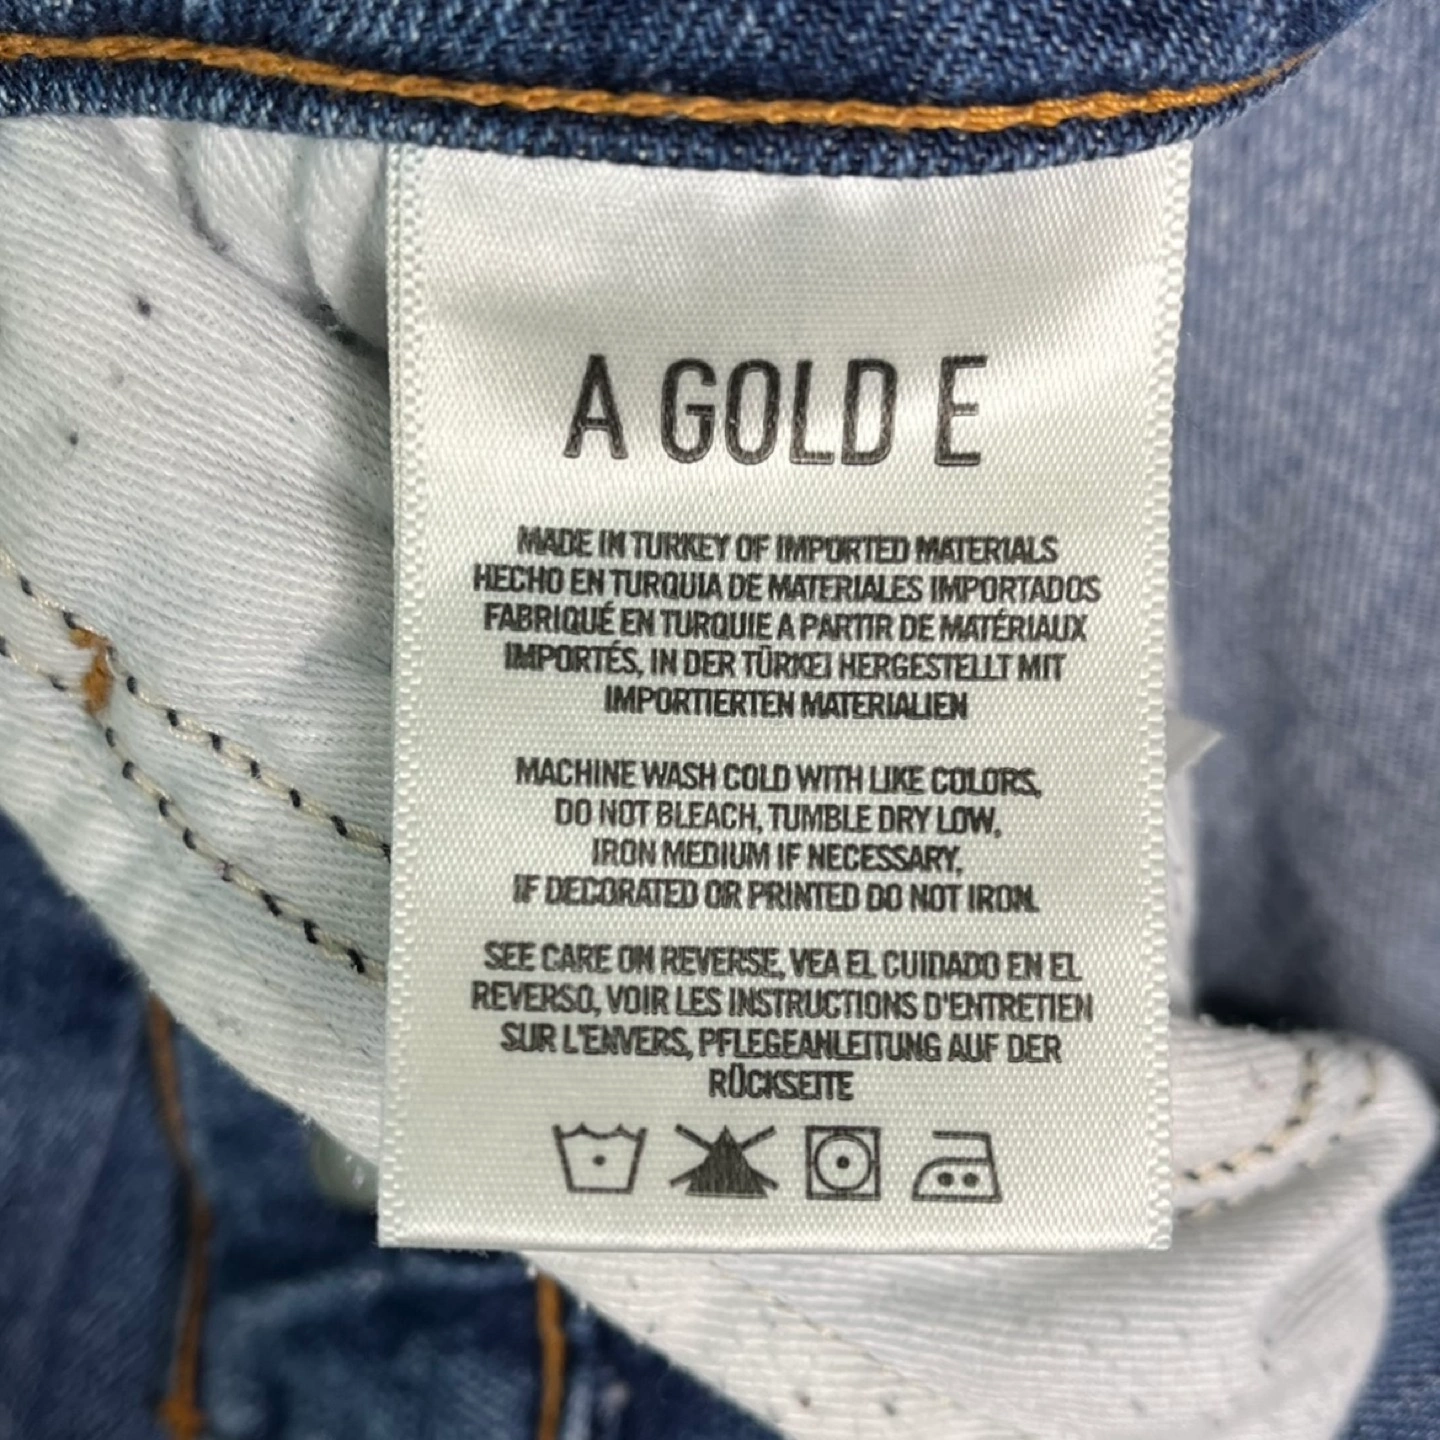 A GOLD E
MADE IN TURKEY OF IMPORTED MATERIALS
HECHO EN TURQUIA DE MATERIALES IMPORTADOS
FABRIQUÉ EN TURQUIE A PARTIR DE MATÉRIAUX
IMPORTÉS, IN DER TÜRKEI HERGESTELLT MIT
IMPORTIERTEN MATERIALIEN
MACHINE WASH COLD WITH LIKE COLORS,
DO NOT BLEACH, TUMBLE DRY LOW,
IRON MEDIUM IF NECESSARY,
IF DECORATED OR PRINTED DO NOT IRON.
SEE CARE ON REVERSE, VEA EL CUIDADO EN EL
REVERSO, VOIR LES INSTRUCTIONS D'ENTRETIEN
SUR L'ENVERS, PFLEGEANLEITUNG AUF DER
RÜCKSEITE